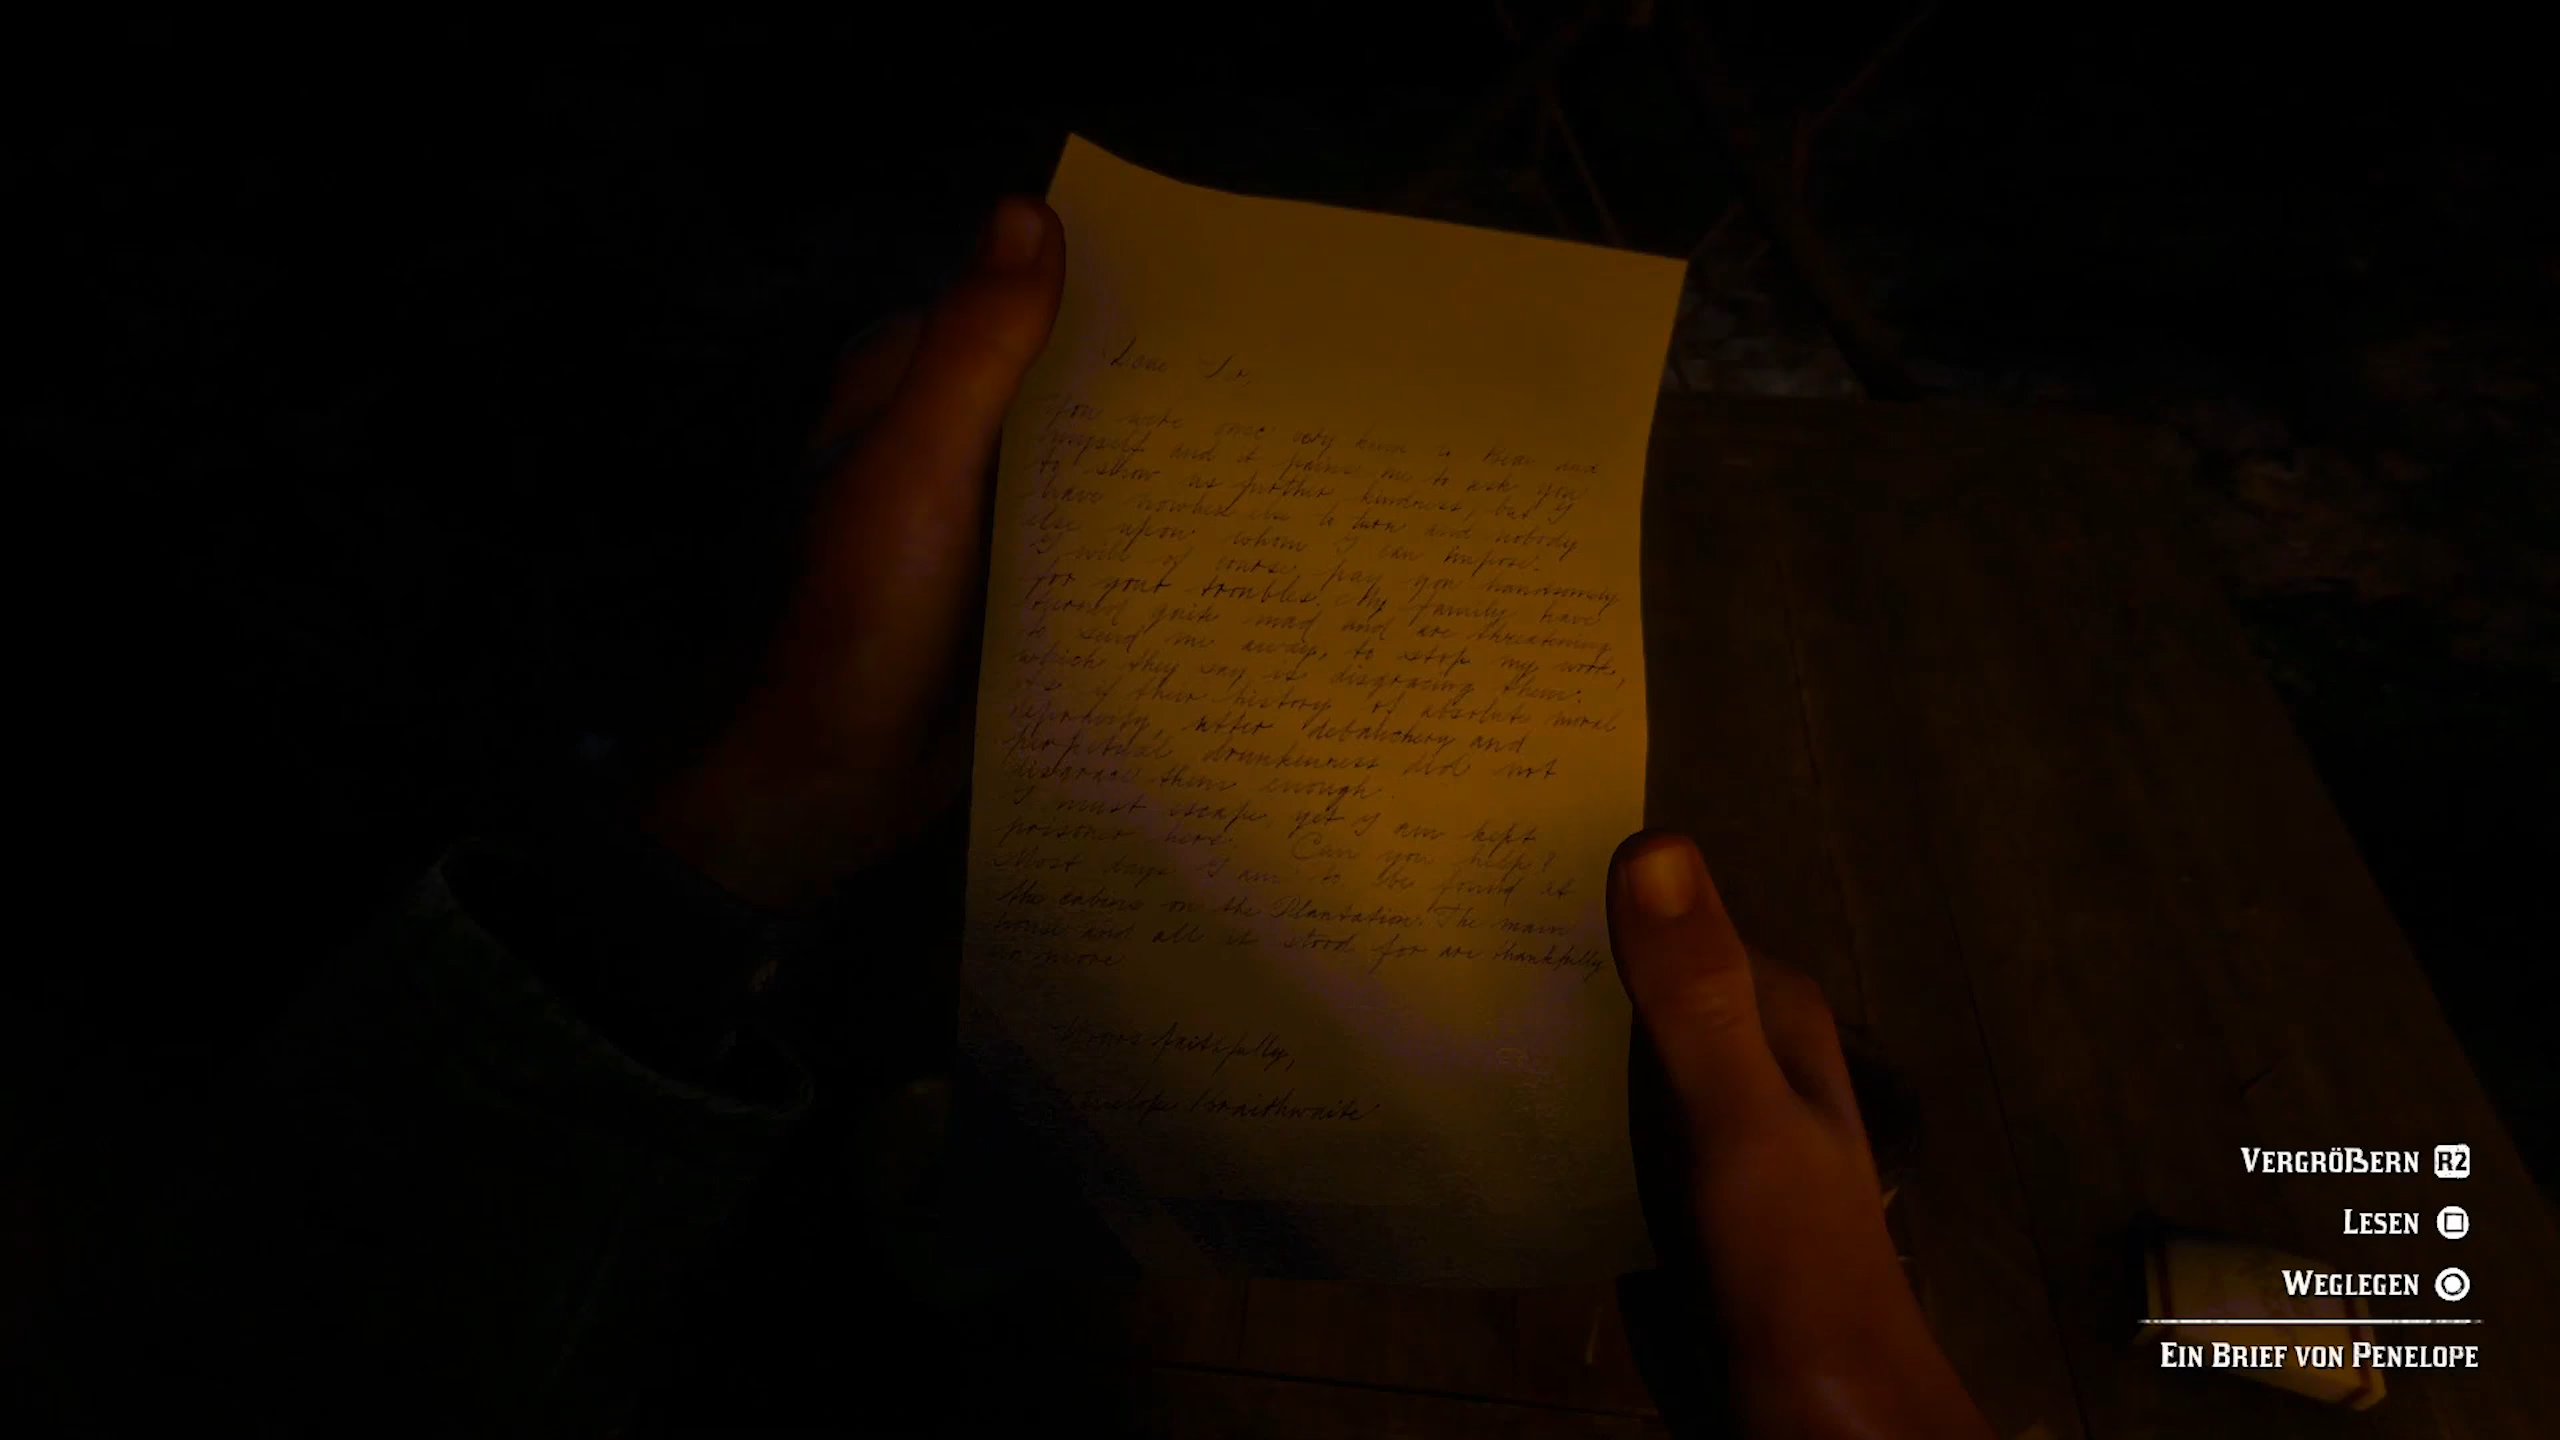 Dear Sir,
You were once very kind to Beau and
myself and it pains me to ask you
to show us further kindness, but I
have nowhere else to turn and nobody
else upon whom I can impose.
I will of course pay you handsomely
for your troubles. My family have
turned quite mad and are threatening
to send me away, to stop my work,
which they say is disgracing them.
As if their history of absolute moral
depravity, utter debauchery and
perpetual drunkenness did not
disgrace them enough.
I must escape, yet I am kept
prisoner here. Can you help?
Most days I am to be found at
the cabins on the Plantation. The main
house and all it stood for are thankfully
no more.
Yours faithfully,
Penelope Braithwaite
Vergrößern R2
Lesen
Weglegen
Ein Brief von Penelope